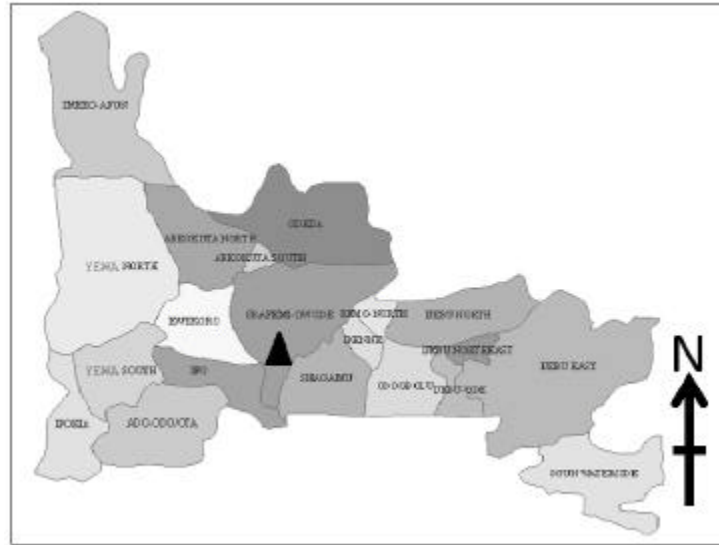 IMEKO-AFON
ODEDA
ABEOKUTA NORTH
ABEOKUTA SOUTH
YEWA NORTH
EWEKORO
OBAFEMI-OWODE
REMO NORTH
IJEBU NORTH
IKENNE
IJEBU NORTH EAST
IJEBU EAST
YEWA SOUTH
IFO
SHAGAMU
ODOGBOLU
IJEBU-ODE
IPOKIA
ADO-ODO/OTA
OGUN WATERSIDE
N